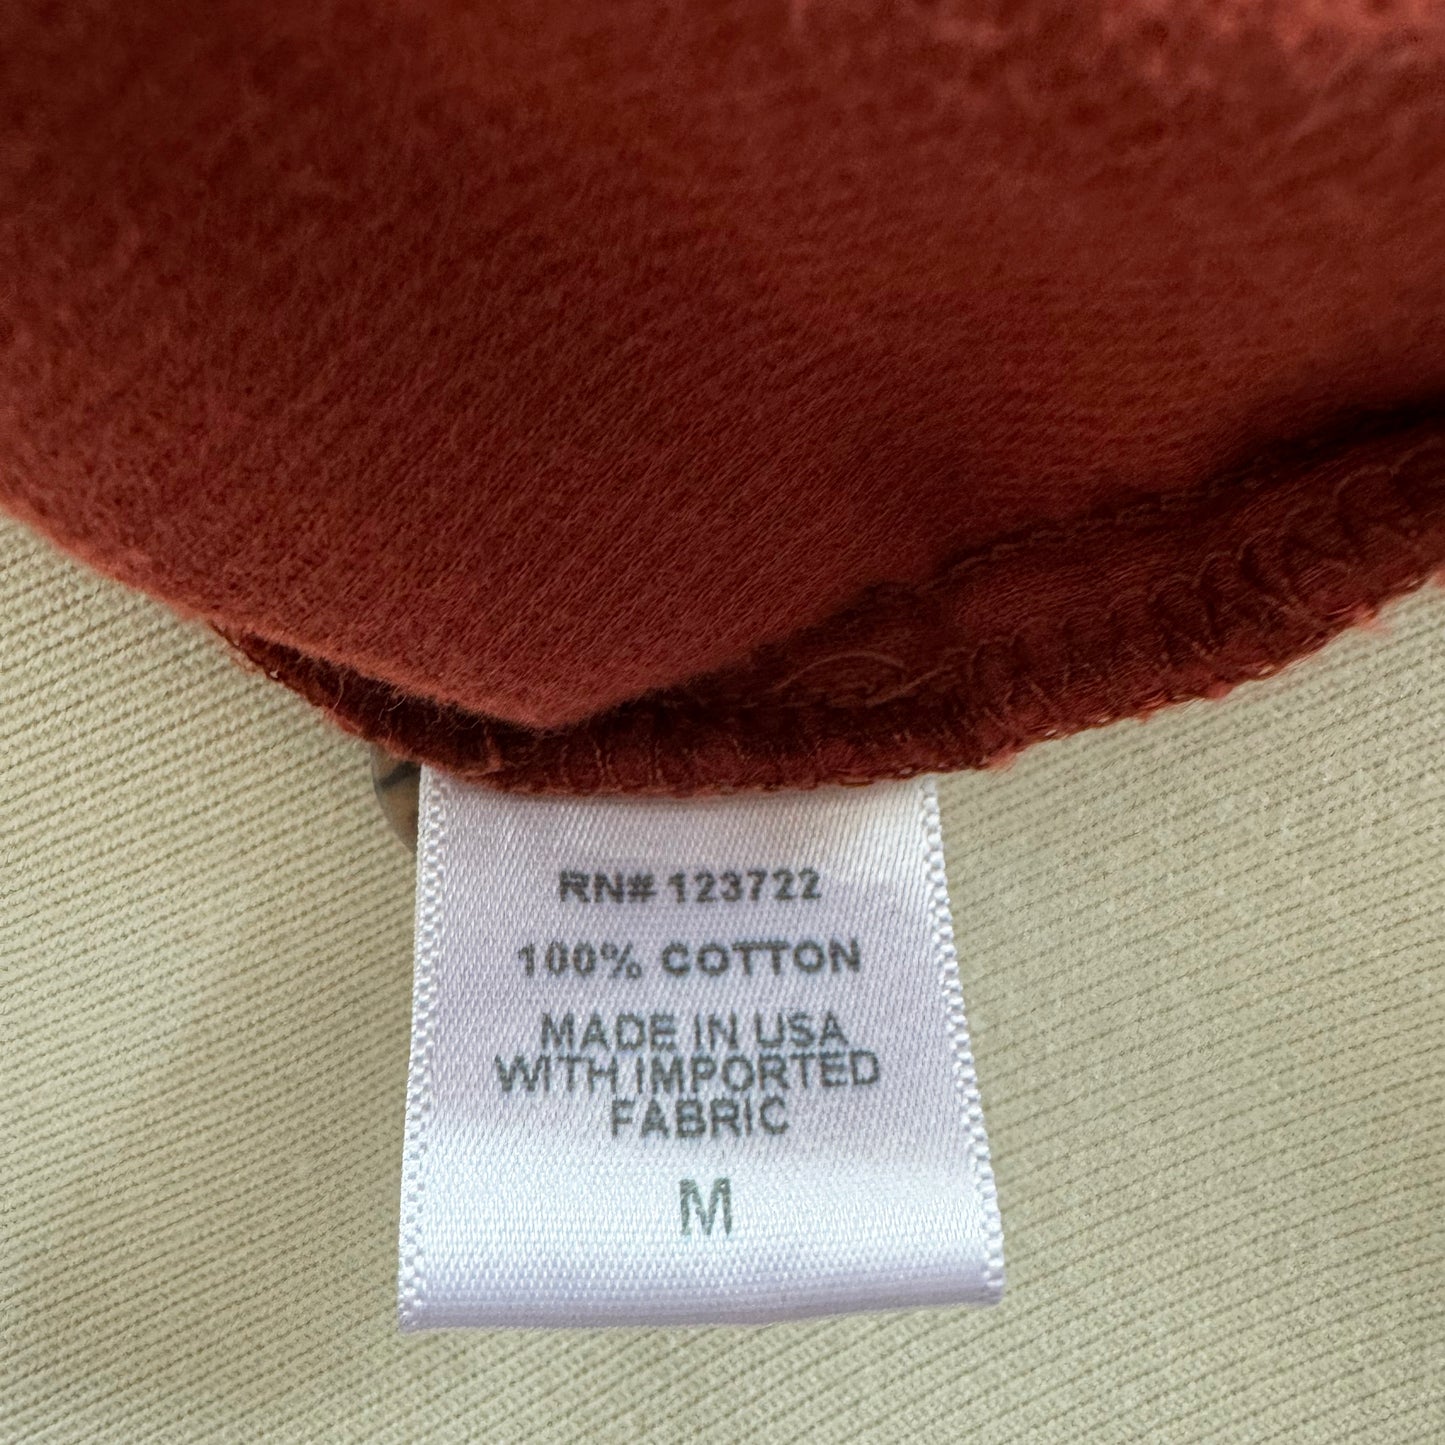 RN# 123722
100% COTTON
MADE IN USA
WITH IMPORTED
FABRIC
M